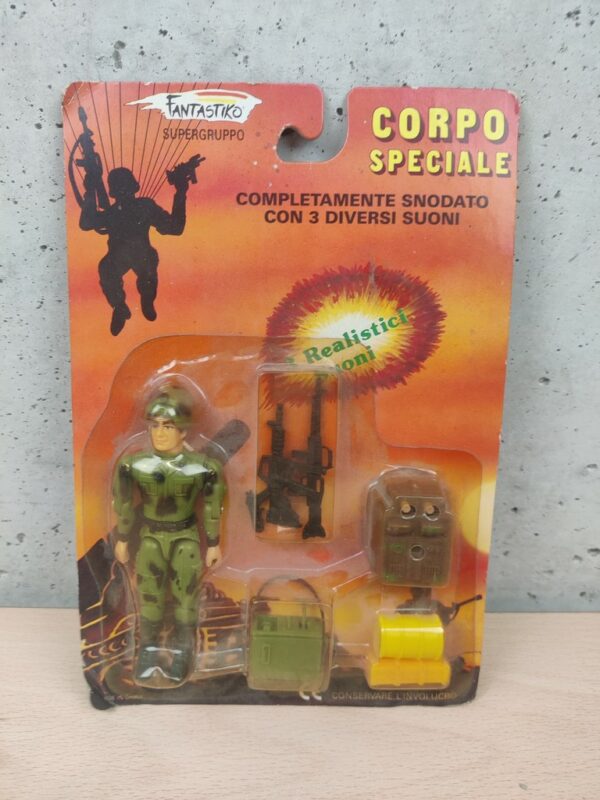 FANTASTIKO
SUPERGRUPPO
CORPO
SPECIALE
COMPLETAMENTE SNODATO
CON 3 DIVERSI SUONI
Realistici
CONSERVARE L'INVOLUCRO